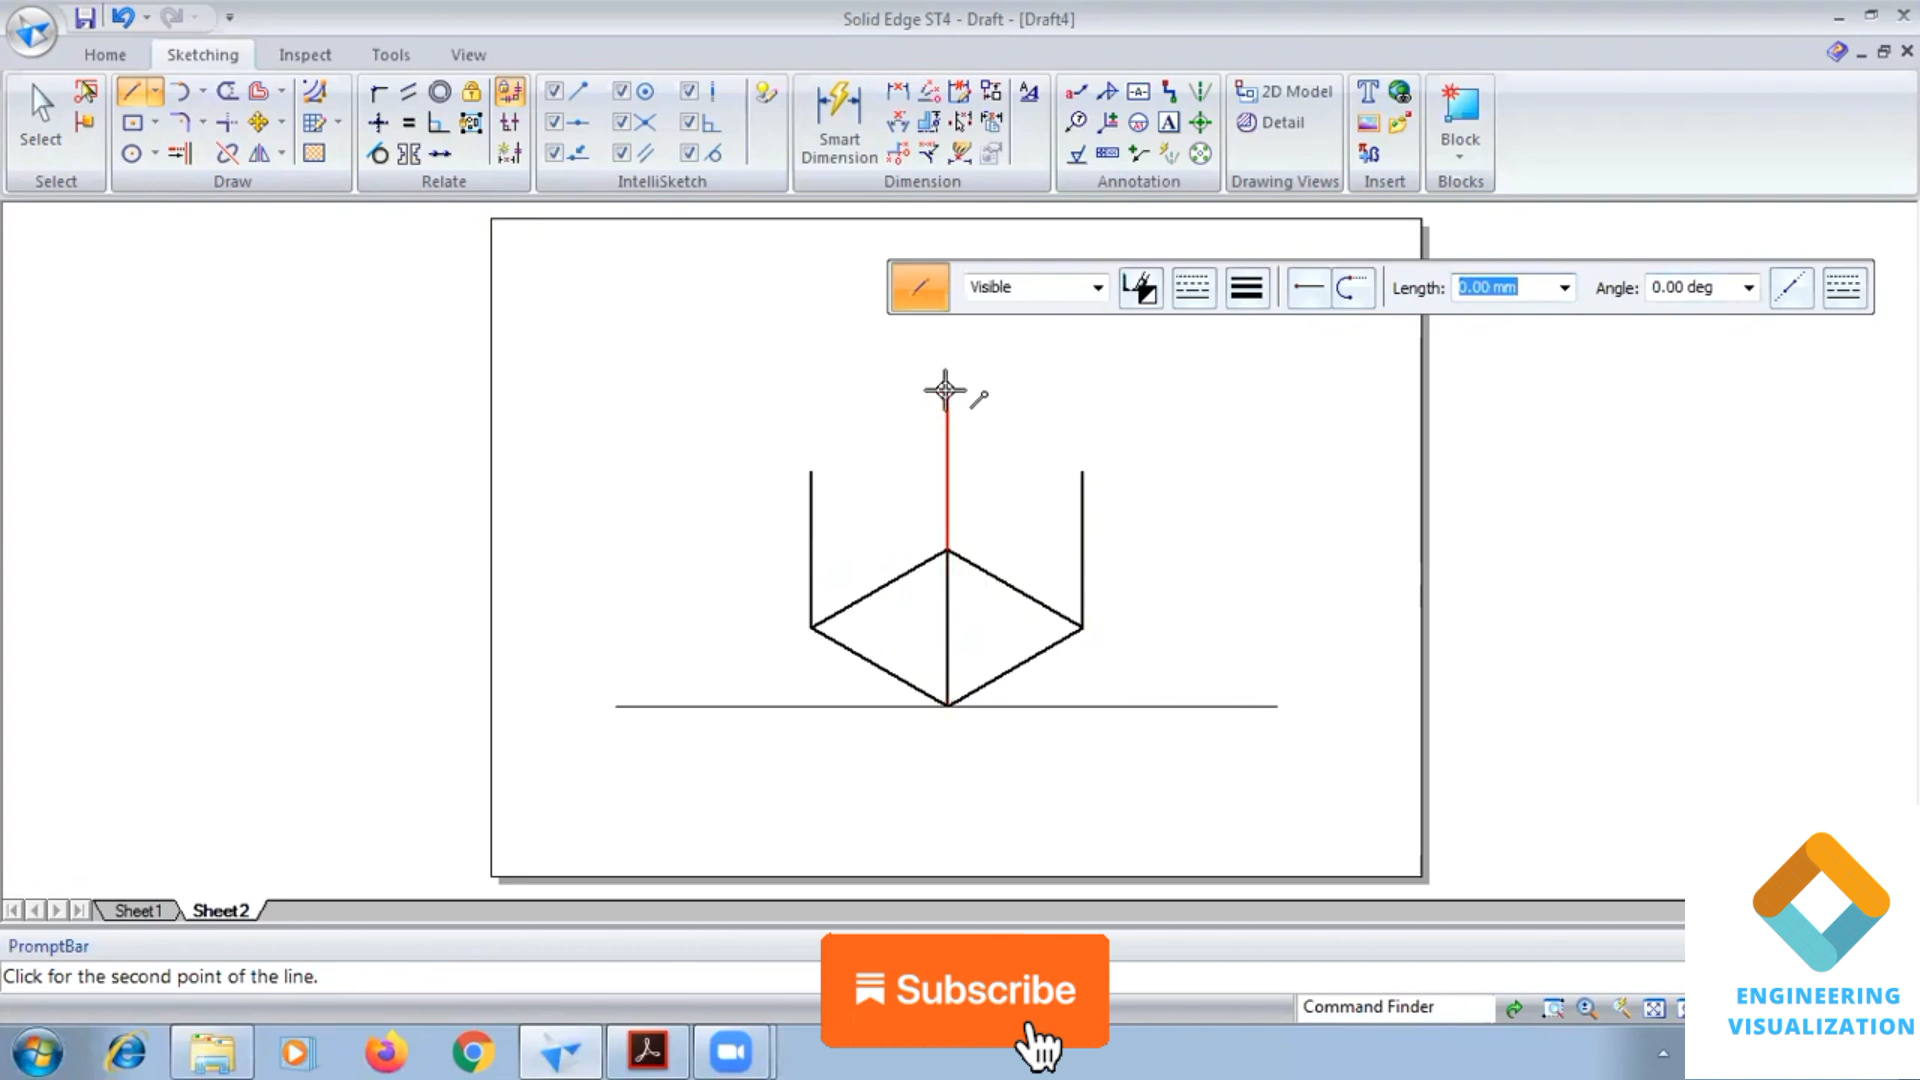 Solid Edge ST4 - Draft - [Draft4]
Home
Sketching
Inspect
Tools
View
Select
Smart
Dimension
2D Model
Detail
Block
Select
Draw
Relate
IntelliSketch
Dimension
Annotation
Drawing Views
Insert
Blocks
Visible
Length:
0.00 mm
Angle:
0.00 deg
Sheet1
Sheet2
PromptBar
Click for the second point of the line.
Subscribe
Command Finder
ENGINEERING
VISUALIZATION